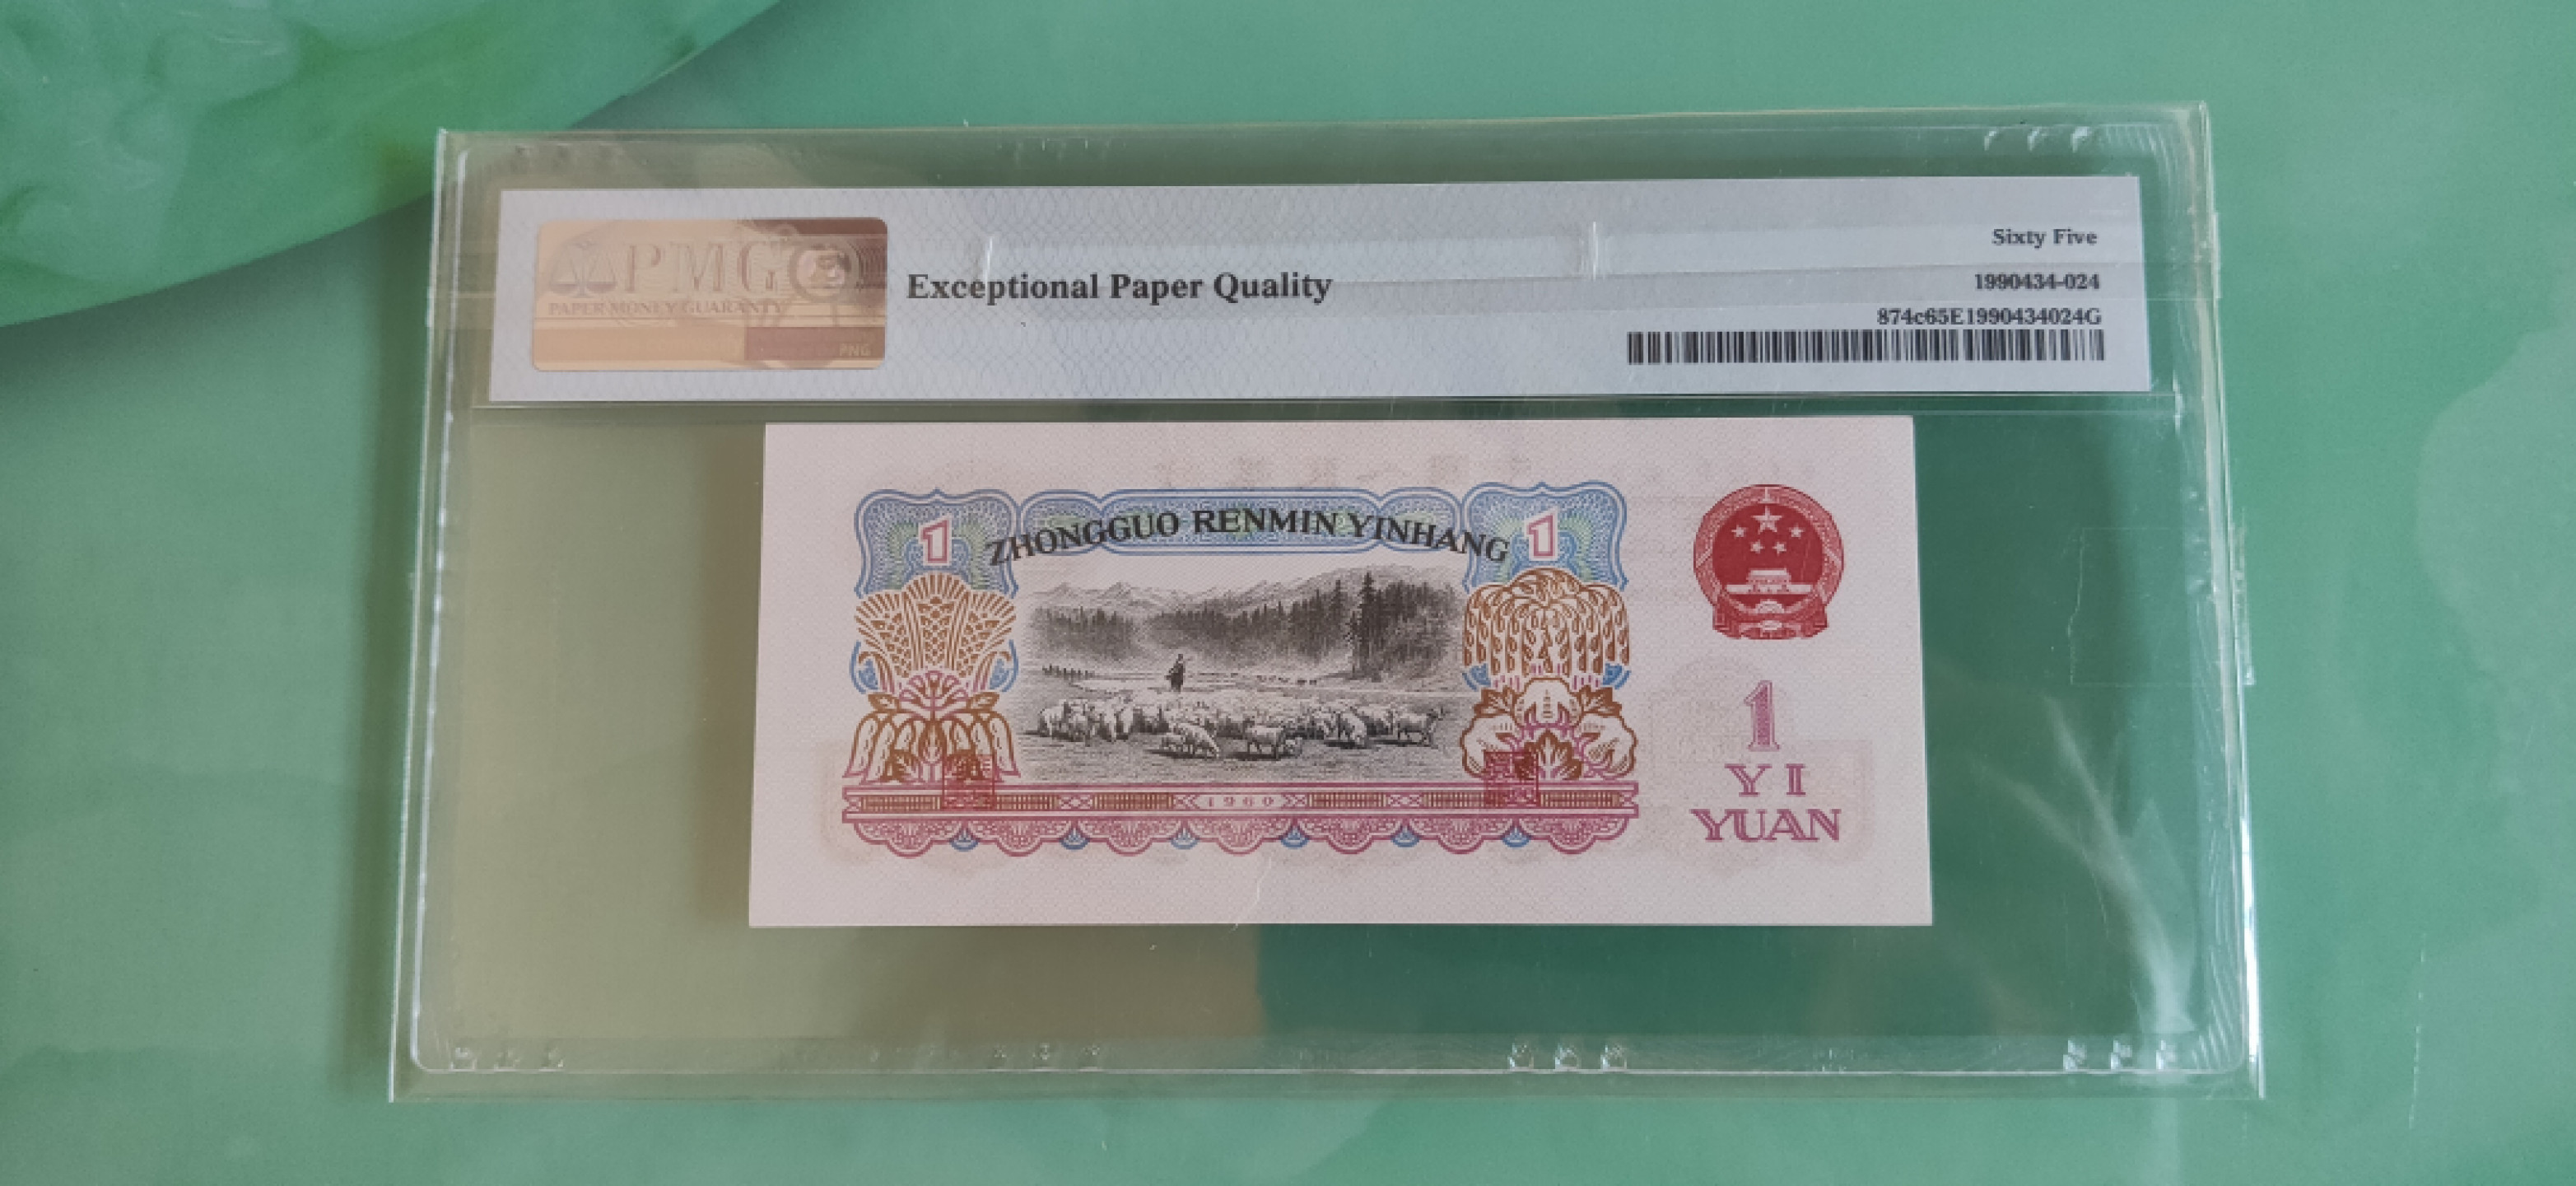 PMG
PAPER MONEY GUARANTY
PNG
Exceptional Paper Quality
Sixty Five
1990434-024
874c65E1990434024G
1
ZHONGGUO RENMIN YINHANG
1
1960
1
YI
YUAN